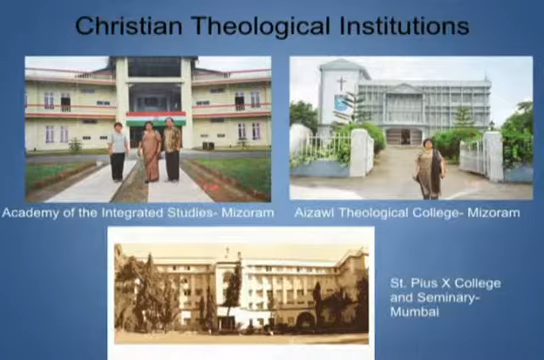 Christian Theological Institutions
Academy of the Integrated Studies- Mizoram
Aizawl Theological College- Mizoram
St. Pius X College
and Seminary-
Mumbai